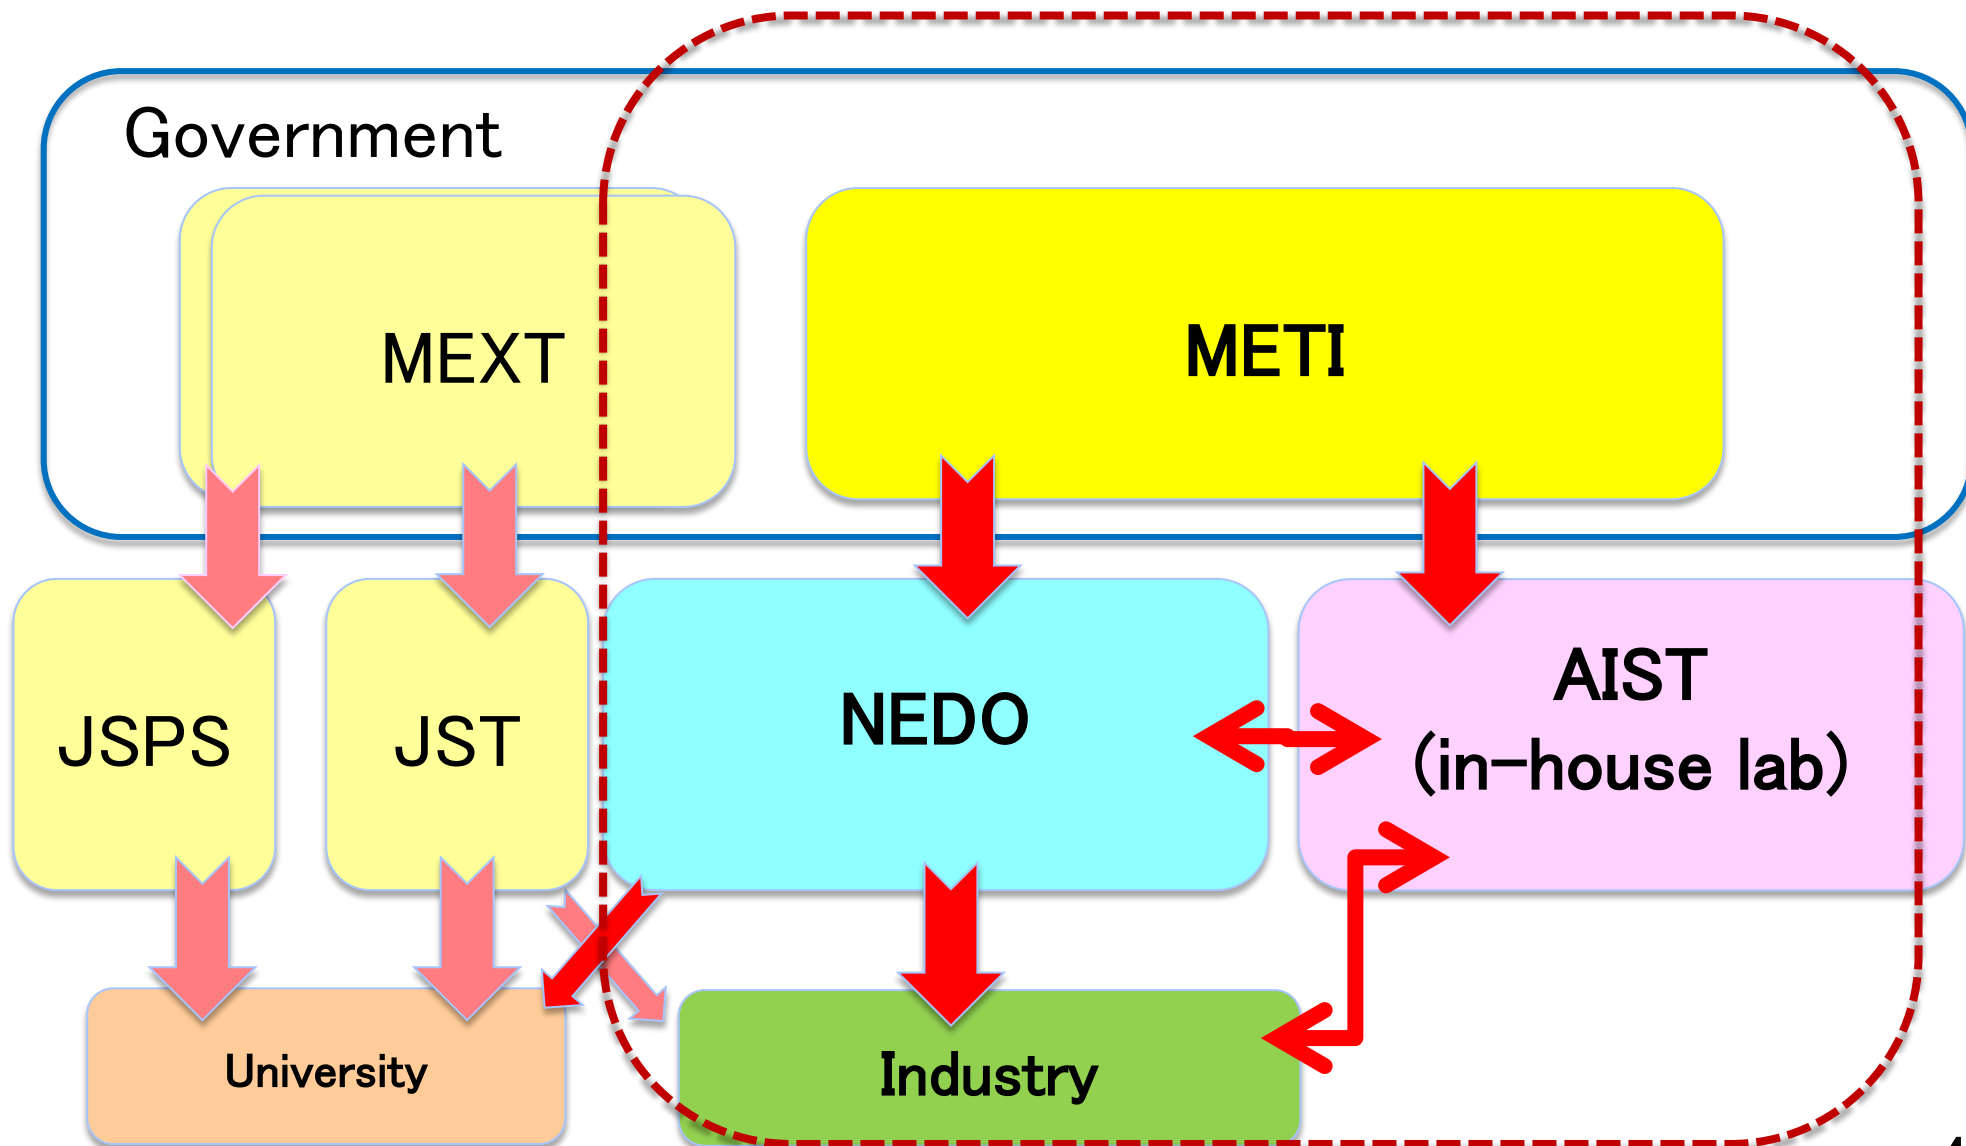 Government
MEXT
METI
JSPS
JST
NEDO
AIST
(in-house lab)
University
Industry